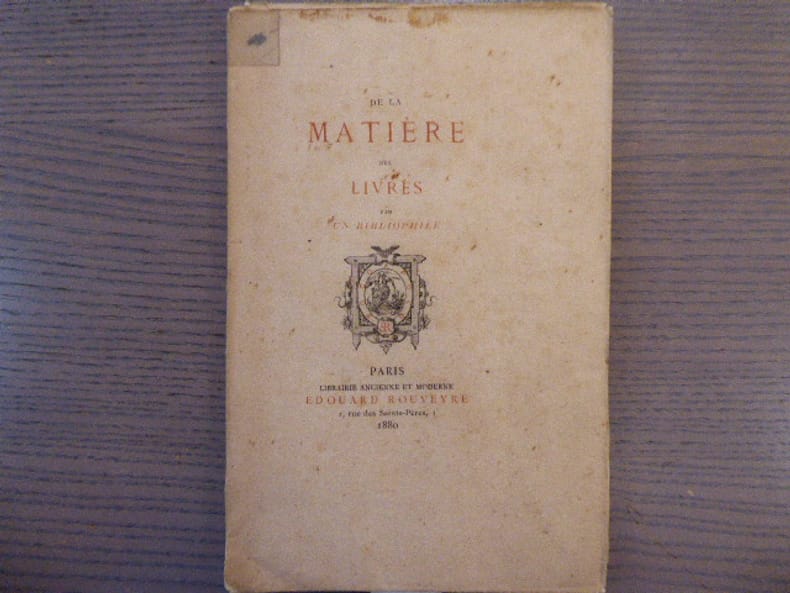 DE LA
MATIÈRE
DES
LIVRES
PAR
UN BIBLIOPHILE
ER
PARIS
LIBRAIRIE ANCIENNE ET MODERNE
EDOUARD ROUVEYRE
1, rue des Saints-Pères, 1
1880